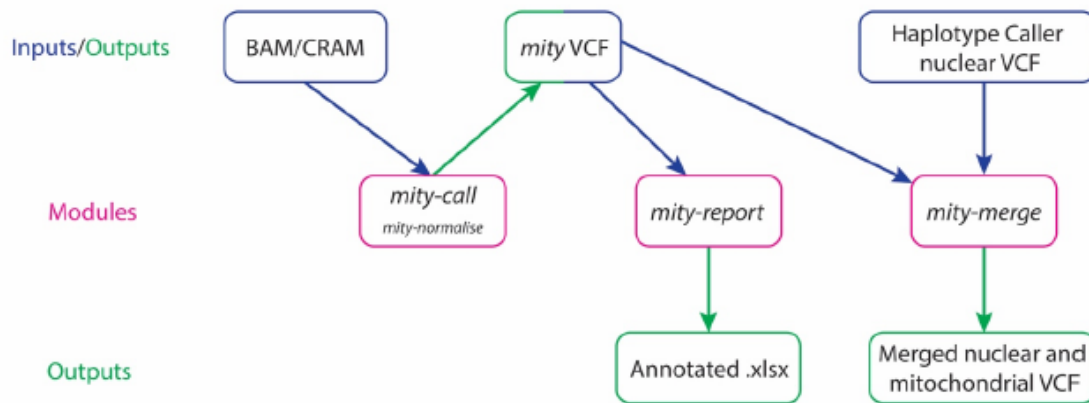 Inputs/Outputs
BAM/CRAM
mity VCF
Haplotype Caller
nuclear VCF
Modules
mity-call
mity-normalise
mity-report
mity-merge
Outputs
Annotated .xlsx
Merged nuclear and
mitochondrial VCF